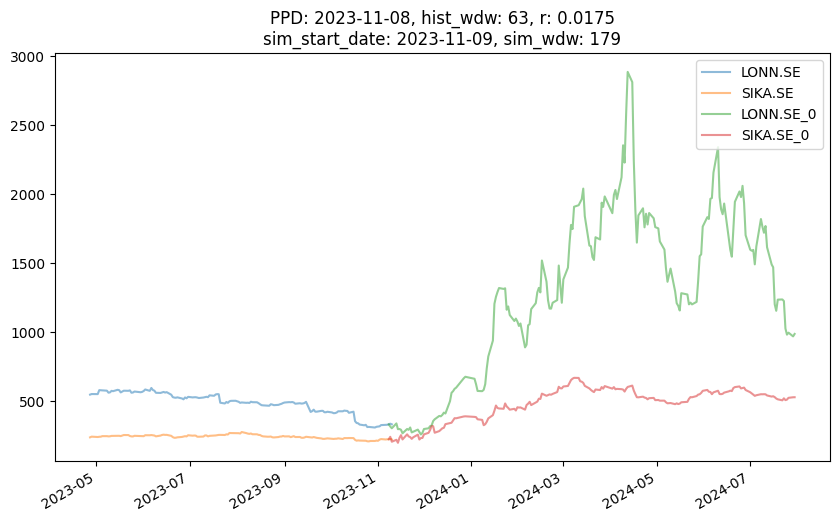 PPD: 2023-11-08, hist_wdw: 63, r: 0.0175
sim_start_date: 2023-11-09, sim_wdw: 179
3000
2500
2000
1500
1000
500
LONN.SE
SIKA.SE
LONN.SE_0
SIKA.SE_0
2023-05
2023-07
2023-09
2023-11
2024-01
2024-03
2024-05
2024-07